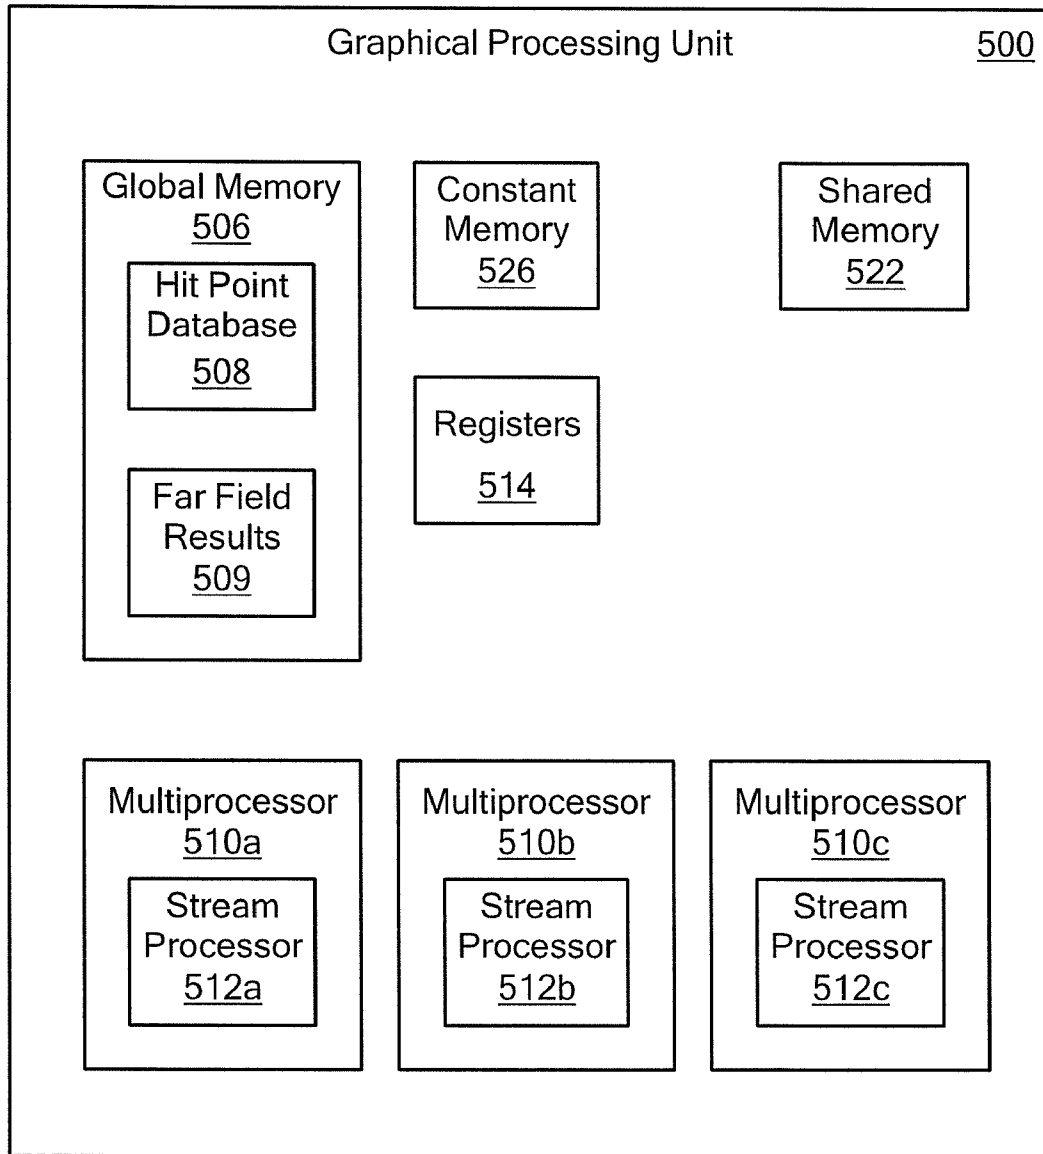 Graphical Processing Unit 500
Global Memory
506
Hit Point
Database
508
Far Field
Results
509
Constant
Memory
526
Registers
514
Shared
Memory
522
Multiprocessor
510a
Stream
Processor
512a
Multiprocessor
510b
Stream
Processor
512b
Multiprocessor
510c
Stream
Processor
512c